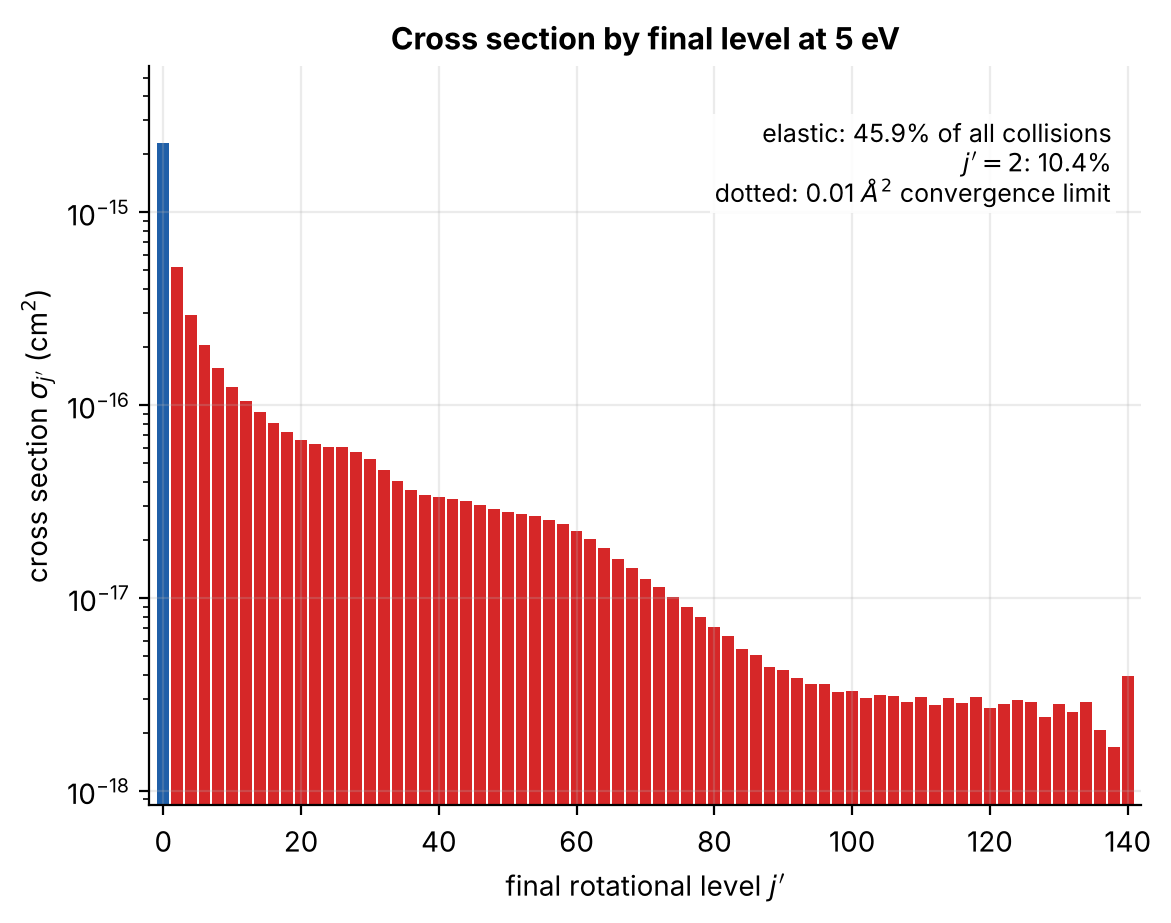 Cross section by final level at 5 eV
elastic: 45.9% of all collisions
j′ = 2: 10.4%
dotted: 0.01 Å² convergence limit
cross section σⱼ′ (cm²)
10⁻¹⁵
10⁻¹⁶
10⁻¹⁷
10⁻¹⁸
0 20 40 60 80 100 120 140
final rotational level j′